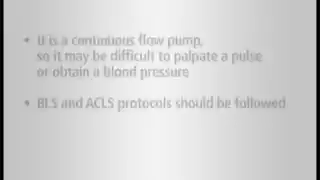 • It is a continuous flow pump,
so it may be difficult to palpate a pulse
or obtain a blood pressure
• BLS and ACLS protocols should be followed